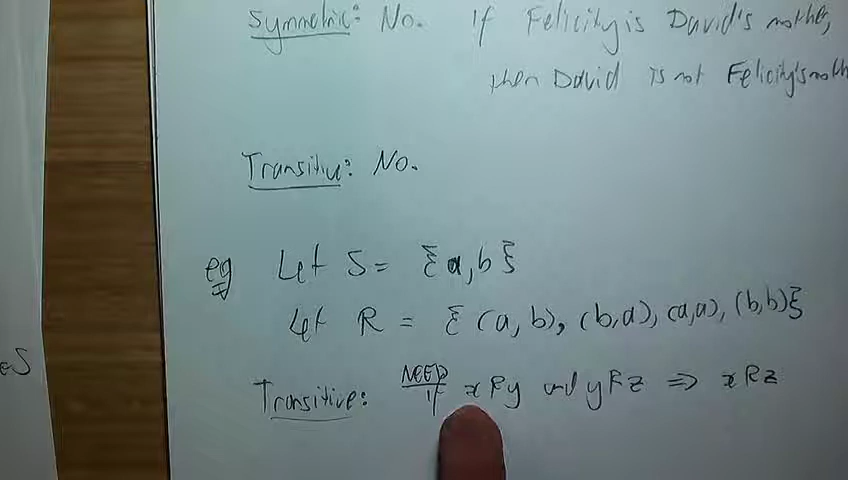 Symmetric: No. If Felicity is David's mother,
then David is not Felicity's moth
Transitive: No.
eg Let S = {a, b}
Let R = {(a, b), (b, a), (a, a), (b, b)}
Transitive: NEED if xRy and yRz ⇒ xRz
∈S